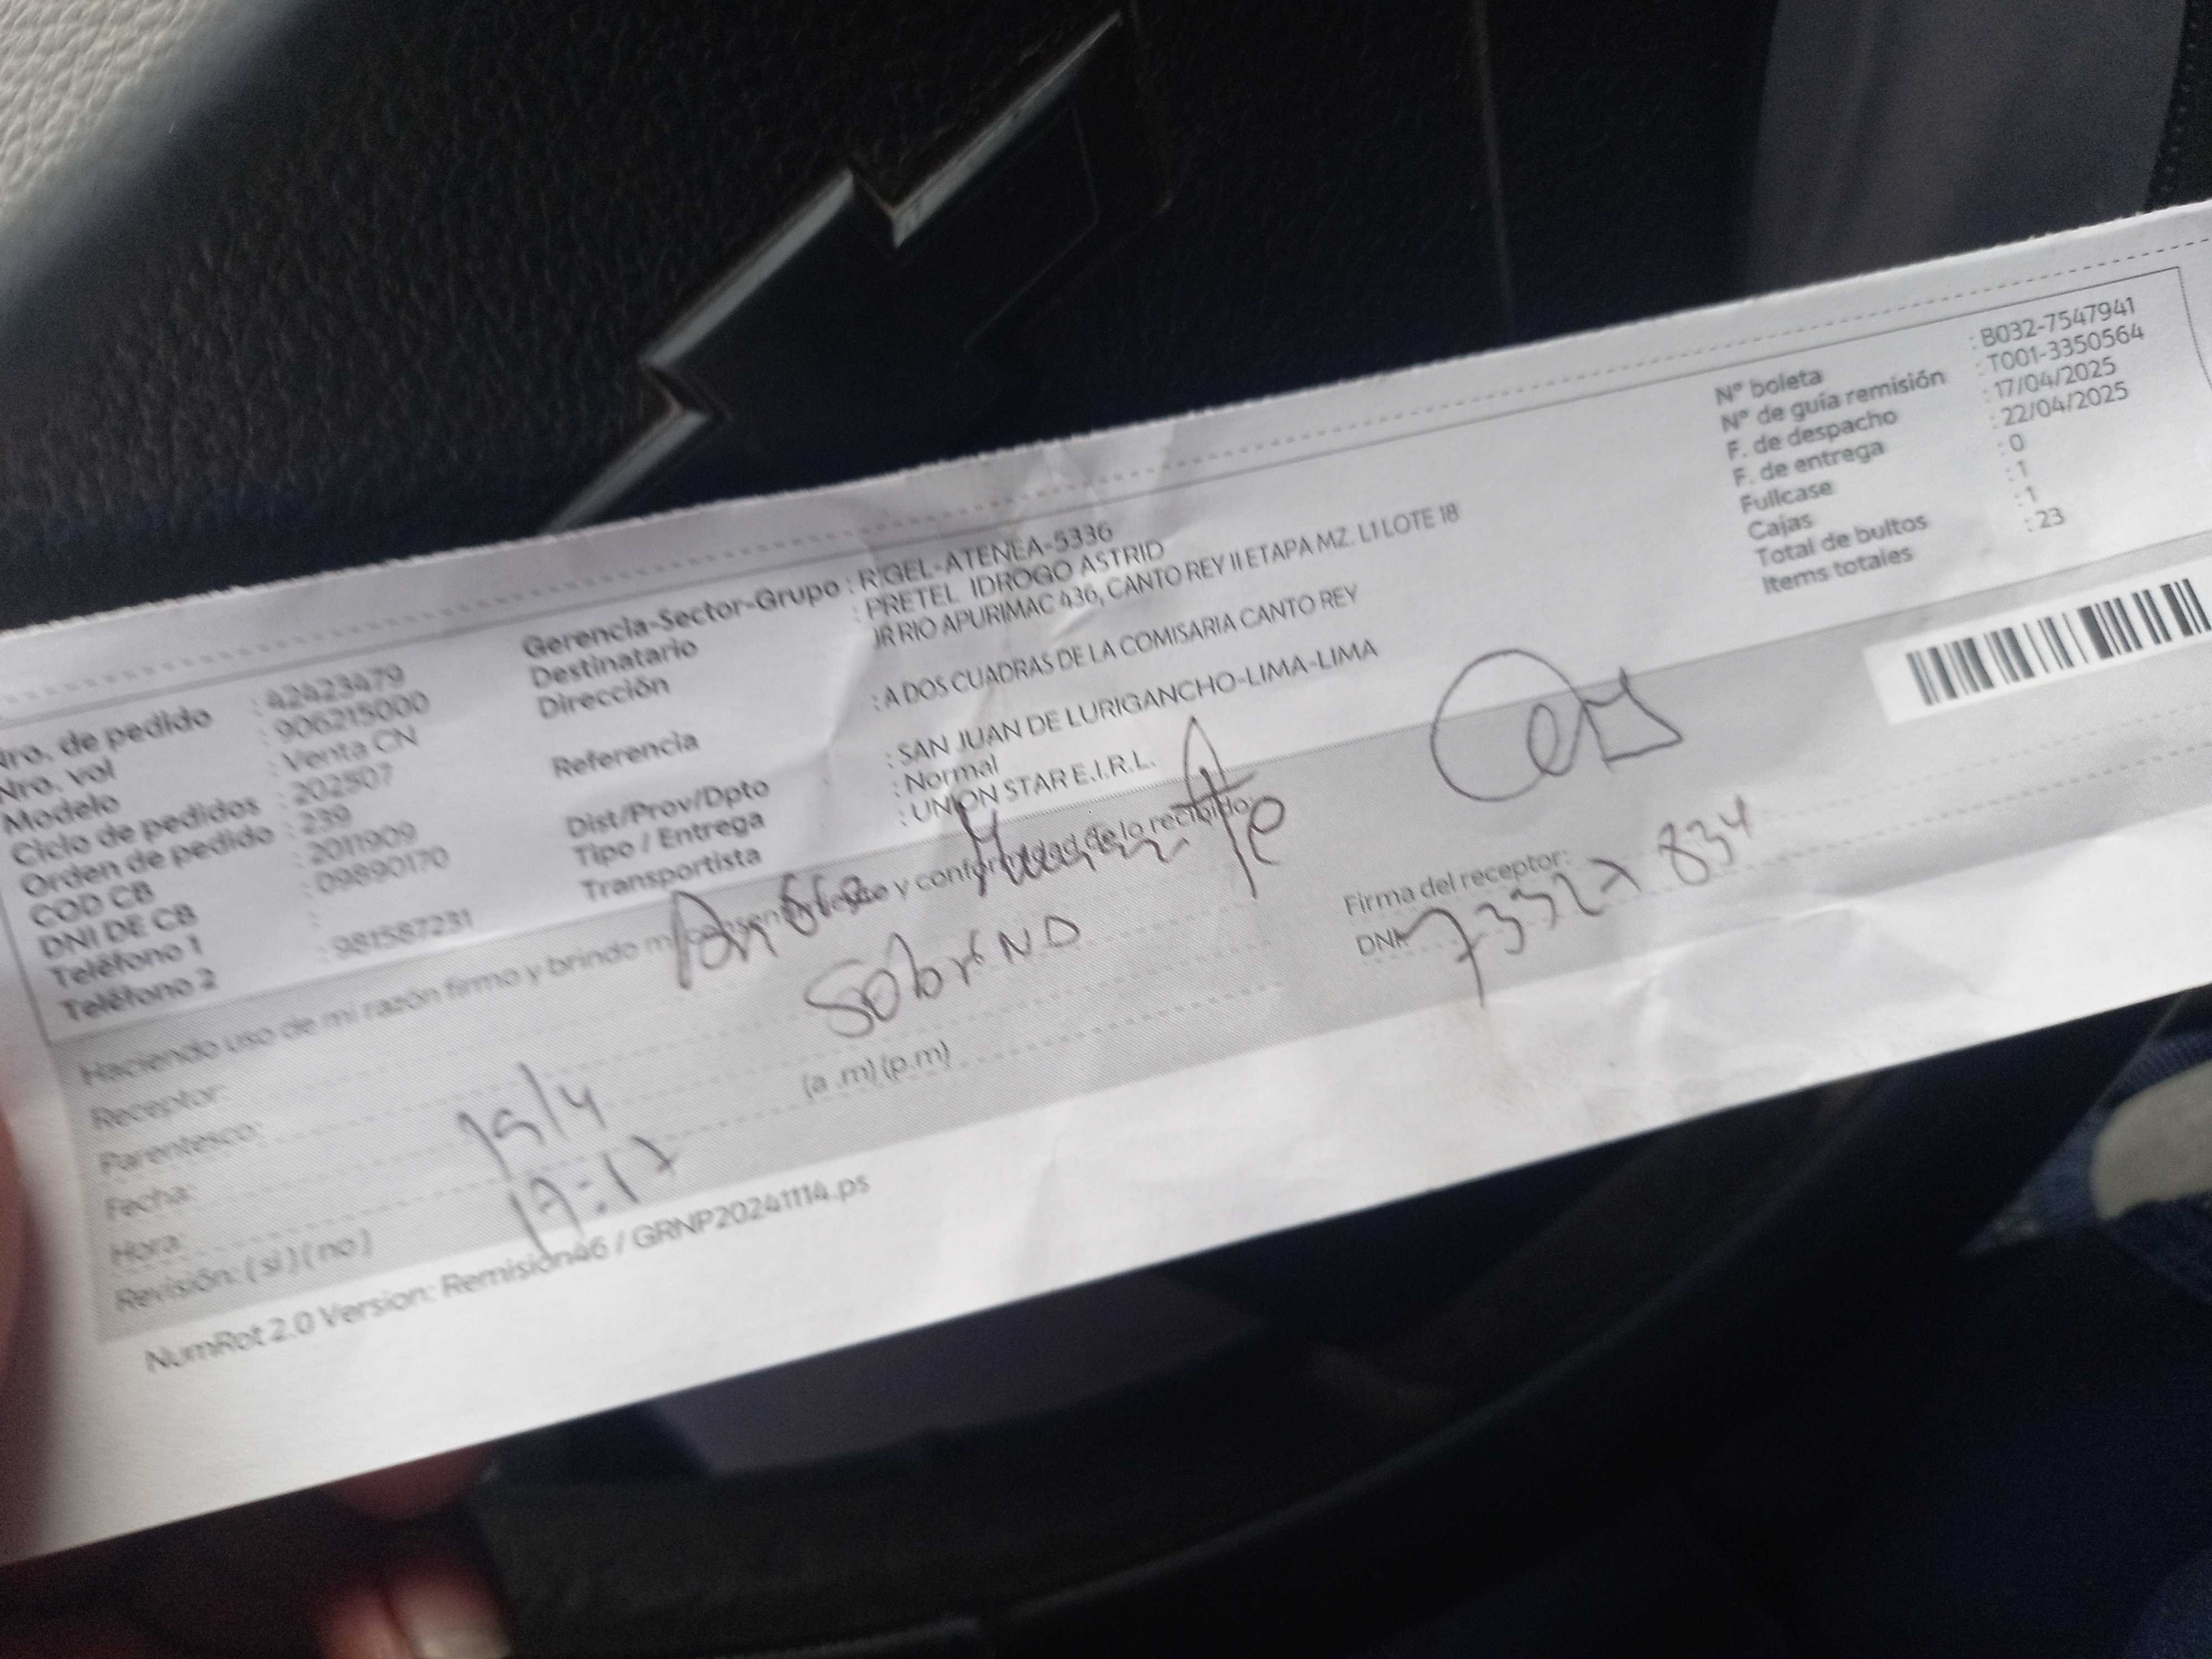 Nro. de pedido : 42423479
Nro. vol : 906215000
Modelo : Venta CN
Ciclo de pedidos : 202507
Orden de pedido : 239
COD CB : 2011909
DNI DE CB : 09890170
Teléfono 1 :
Teléfono 2 : 981587231
Gerencia-Sector-Grupo : RIGEL-ATENEA-5336
Destinatario : PRETEL IDROGO ASTRID
Dirección JR RIO APURIMAC 436, CANTO REY II ETAPA MZ. L1 LOTE 18
Referencia : A DOS CUADRAS DE LA COMISARIA CANTO REY
Dist/Prov/Dpto : SAN JUAN DE LURIGANCHO-LIMA-LIMA
Tipo / Entrega : Normal
Transportista : UNION STAR E.I.R.L.
N° boleta : B032-7547941
N° de guía remisión : T001-3350564
F. de despacho : 17/04/2025
F. de entrega : 22/04/2025
Fullcase : 0
Cajas : 1
Total de bultos : 1
Items totales : 23
Haciendo uso de mi razón firmo y brindo mi y conformidad de lo recibido:
Receptor:
Parentesco: Sobrino
Fecha: 19/4
Hora: (a .m) (p.m)
Revisión: ( si ) ( no )
Firma del receptor:
DNI:
NumRot 2.0 Version: Remision46 / GRNP20241114.ps